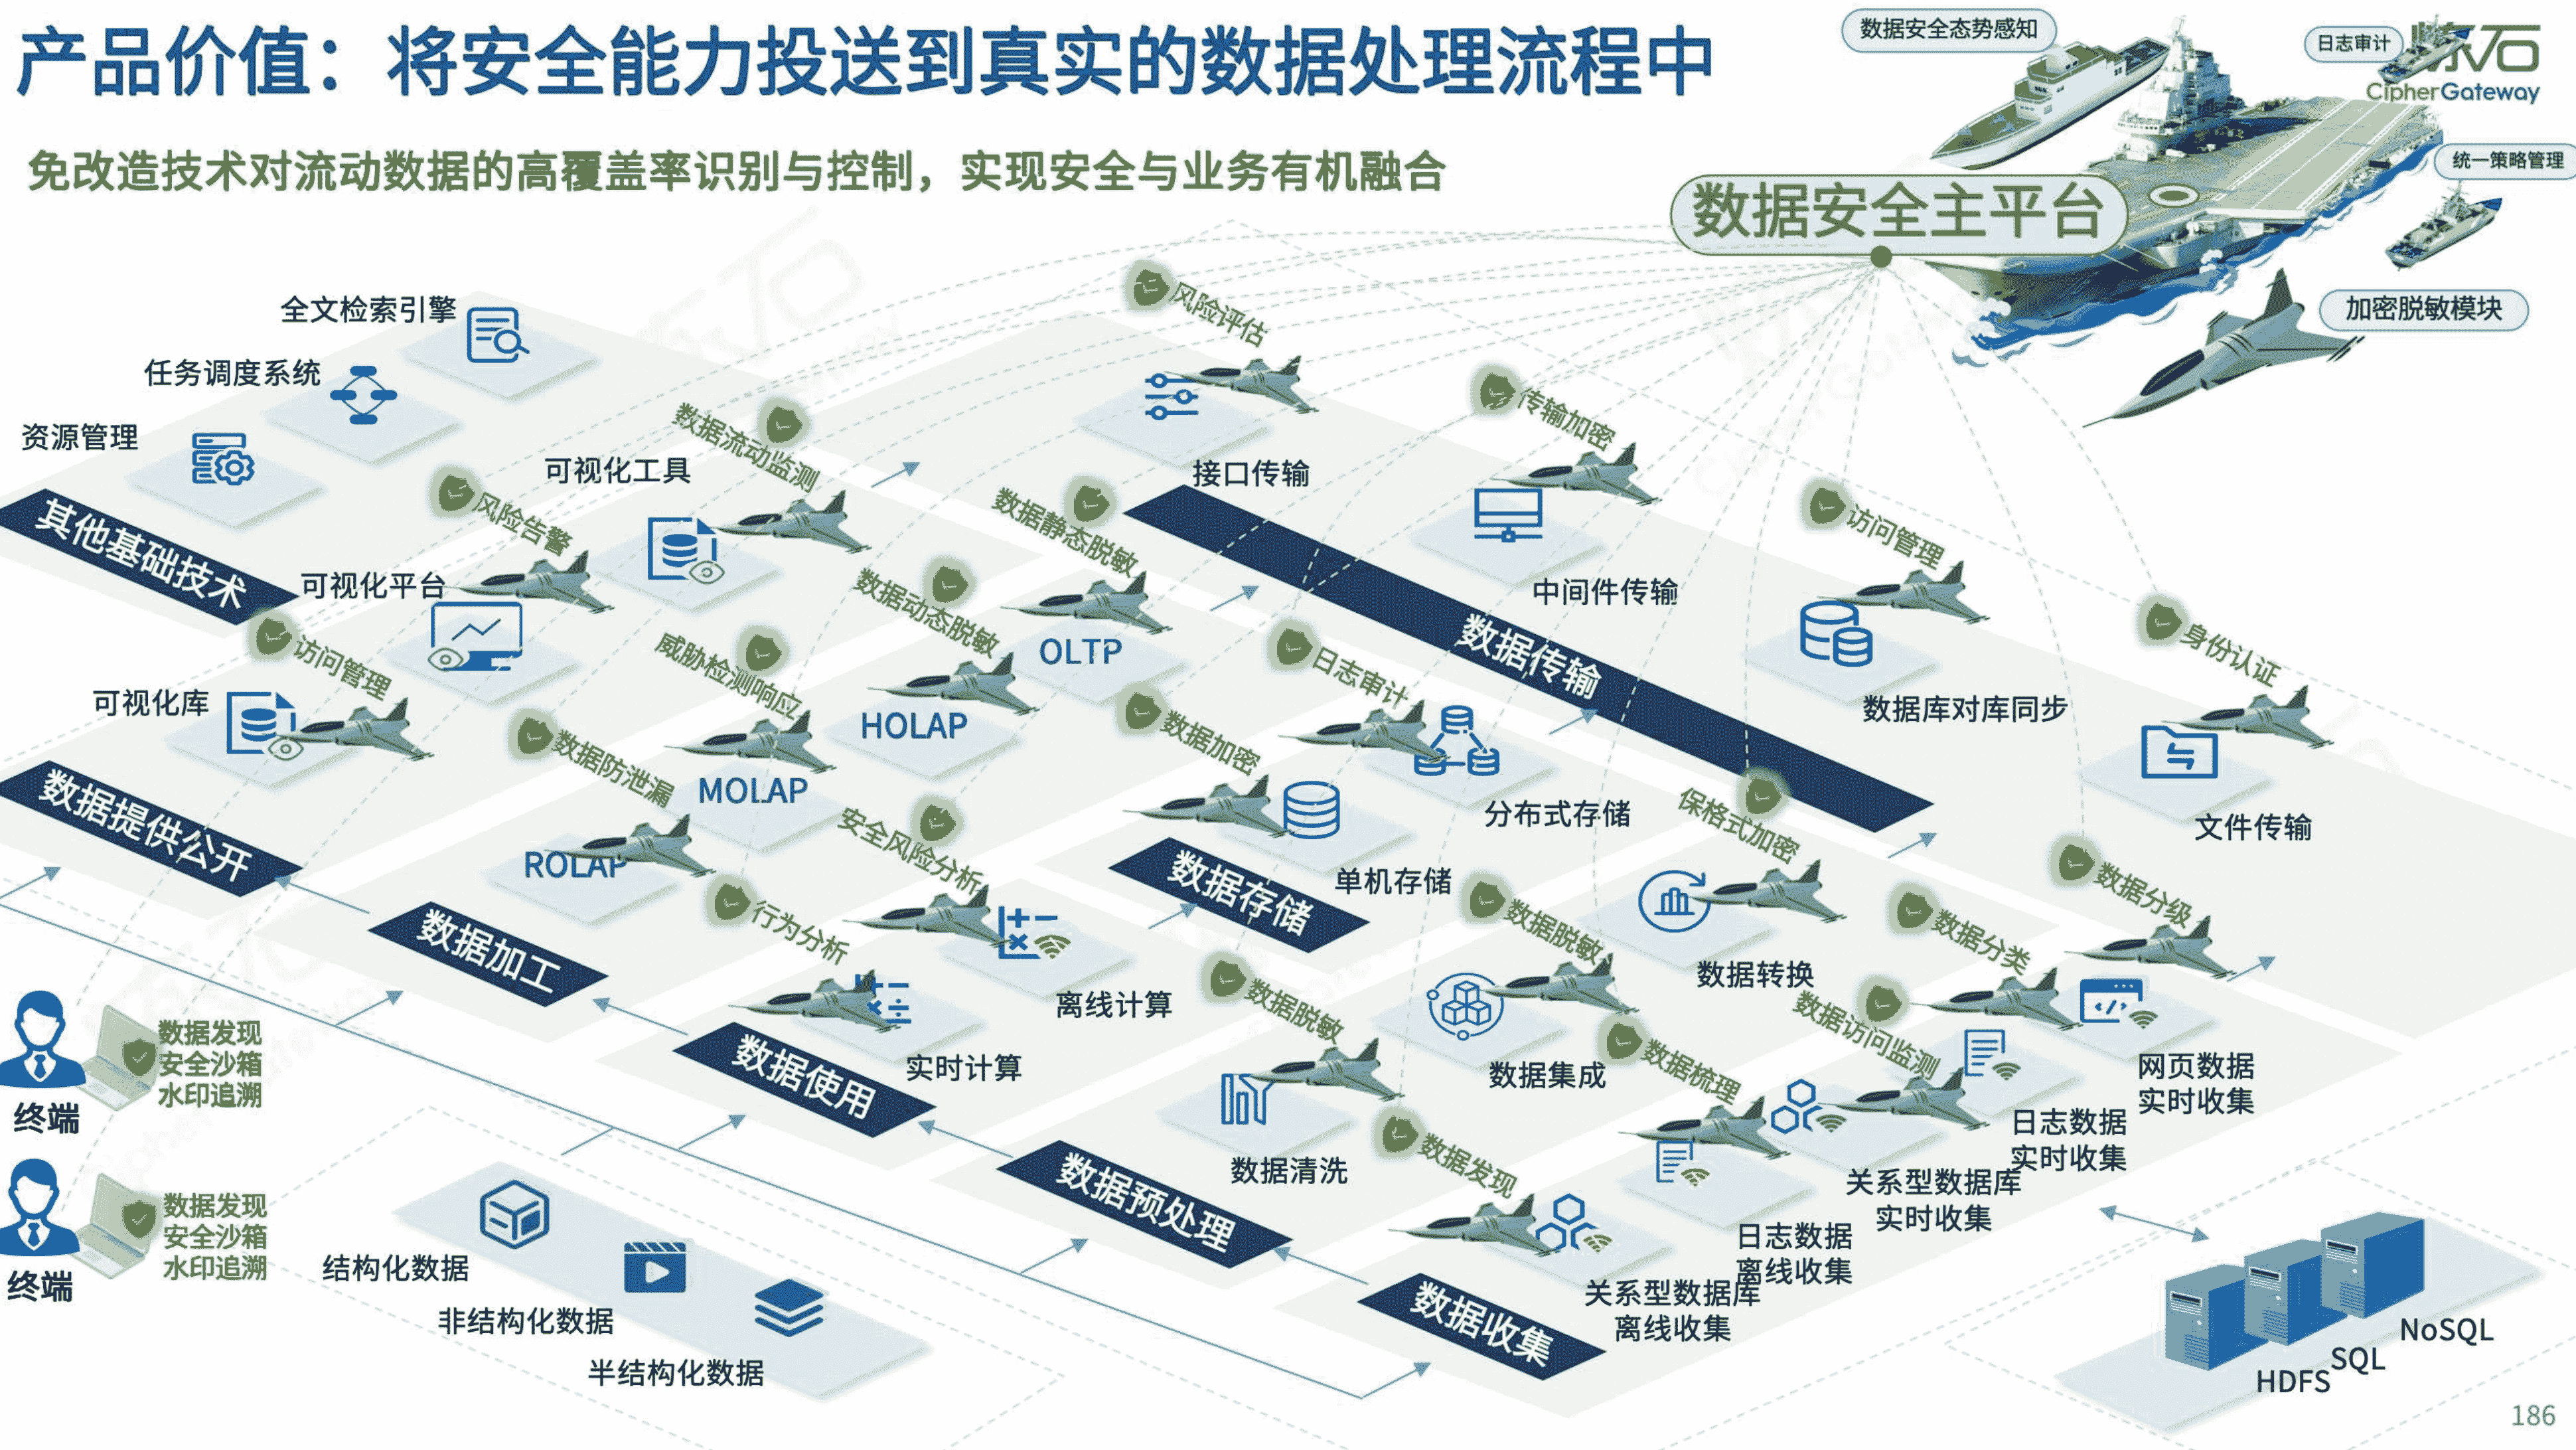 产品价值：将安全能力投送到真实的数据处理流程中
免改造技术对流动数据的高覆盖率识别与控制，实现安全与业务有机融合
数据安全态势感知
日志审计
CipherGateway
统一策略管理
数据安全主平台
加密脱敏模块
全文检索引擎
任务调度系统
资源管理
其他基础技术
风险评估
接口传输
传输加密
中间件传输
访问管理
数据库对库同步
身份认证
文件传输
数据传输
数据流动监测
可视化工具
风险告警
可视化平台
访问管理
可视化库
数据提供公开
数据静态脱敏
OLTP
数据动态脱敏
HOLAP
威胁检测响应
MOLAP
数据防泄漏
ROLAP
数据加工
日志审计
分布式存储
数据加密
单机存储
数据存储
安全风险分析
离线计算
行为分析
实时计算
数据使用
保格式加密
数据转换
数据脱敏
数据集成
数据脱敏
数据清洗
数据预处理
数据分级
网页数据
实时收集
数据分类
日志数据
实时收集
数据访问监测
关系型数据库
实时收集
数据梳理
日志数据
离线收集
数据发现
关系型数据库
离线收集
数据收集
数据发现
安全沙箱
水印追溯
终端
数据发现
安全沙箱
水印追溯
终端
结构化数据
非结构化数据
半结构化数据
NoSQL
SQL
HDFS
186